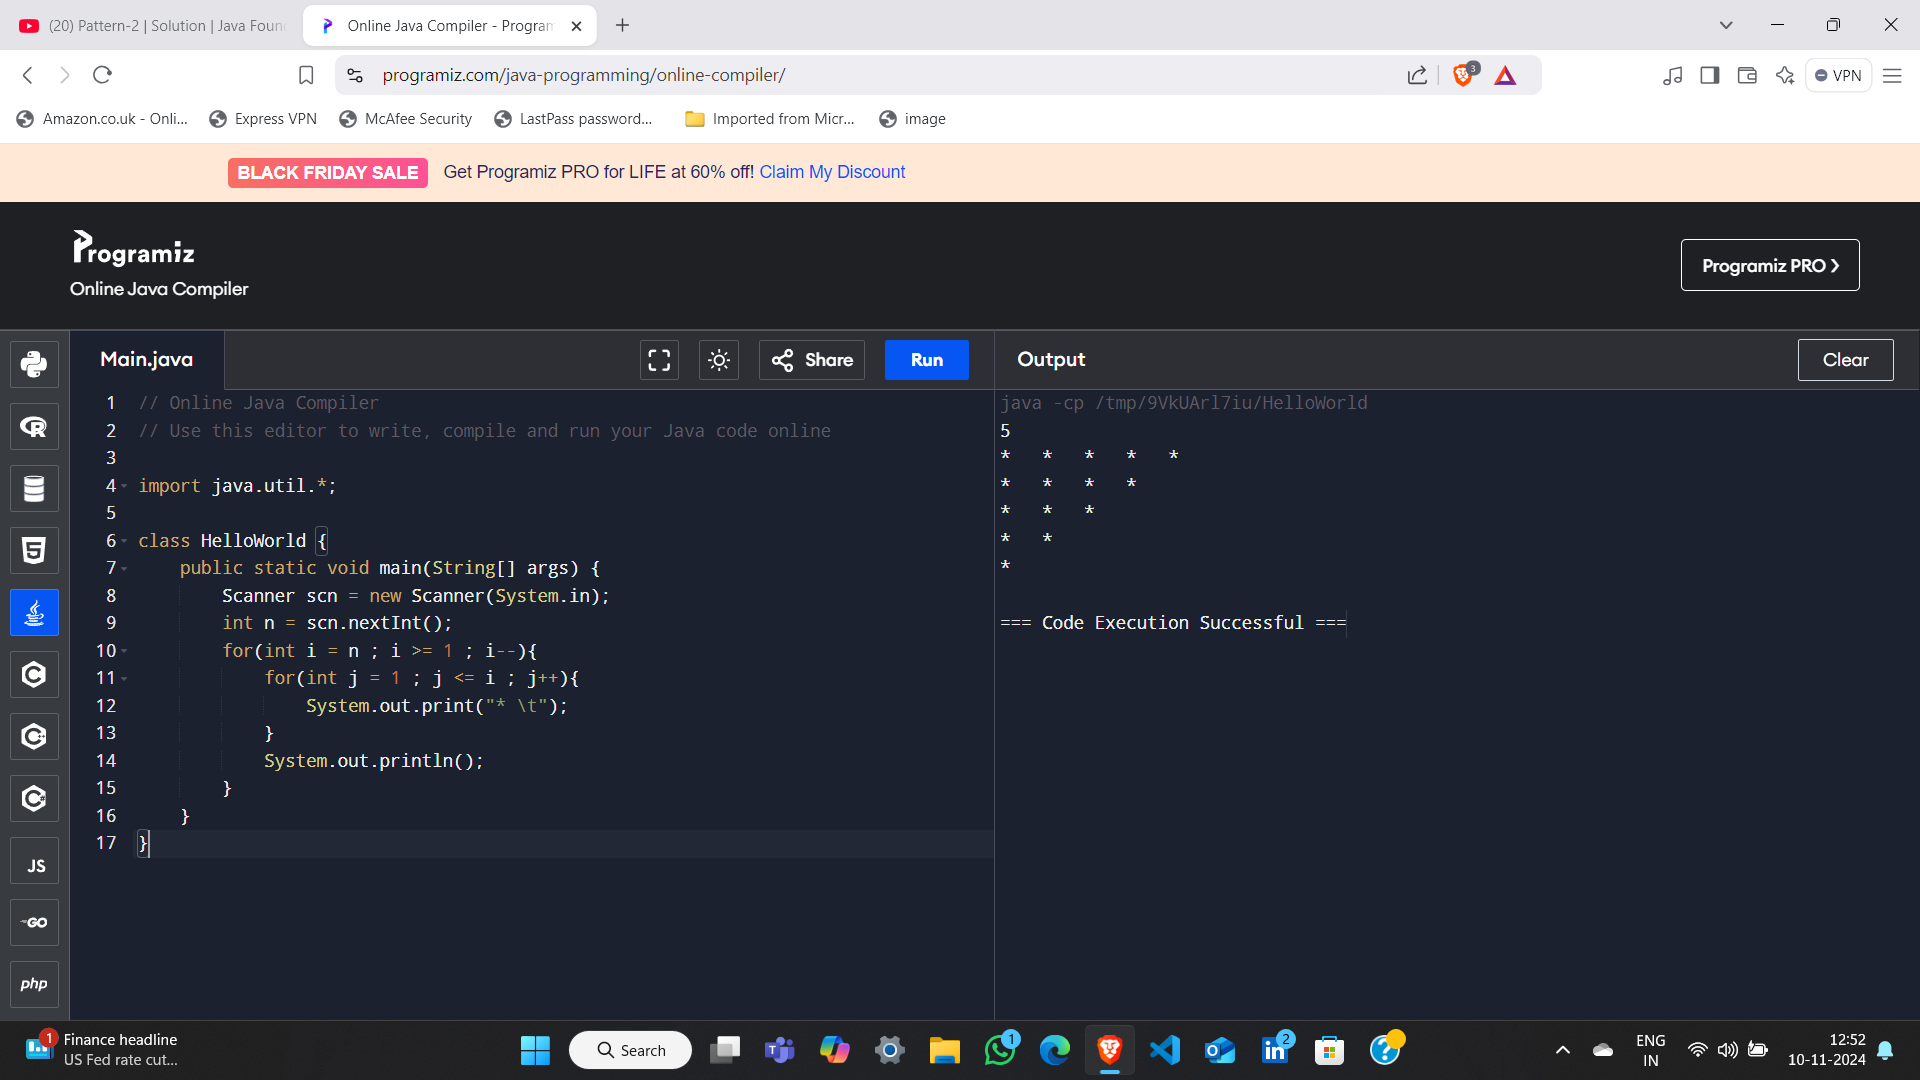 (20) Pattern-2 | Solution | Java Foun
Online Java Compiler - Program
programiz.com/java-programming/online-compiler/
3
VPN
Amazon.co.uk - Onli...
Express VPN
McAfee Security
LastPass password...
Imported from Micr...
image
BLACK FRIDAY SALE Get Programiz PRO for LIFE at 60% off! Claim My Discount
Programiz
Online Java Compiler
Programiz PRO ❯
Main.java
Share
Run
Output
Clear
1 // Online Java Compiler
2 // Use this editor to write, compile and run your Java code online
3
4 import java.util.*;
5
6 class HelloWorld {
7 public static void main(String[] args) {
8 Scanner scn = new Scanner(System.in);
9 int n = scn.nextInt();
10 for(int i = n ; i >= 1 ; i--){
11 for(int j = 1 ; j <= i ; j++){
12 System.out.print("* \t");
13 }
14 System.out.println();
15 }
16 }
17 }
java -cp /tmp/9VkUArl7iu/HelloWorld
5
* * * * *
* * * *
* * *
* *
*
=== Code Execution Successful ===
R
5
C
C
C
JS
GO
php
1
Finance headline
US Fed rate cut...
Search
1
2
ENG
IN
12:52
10-11-2024